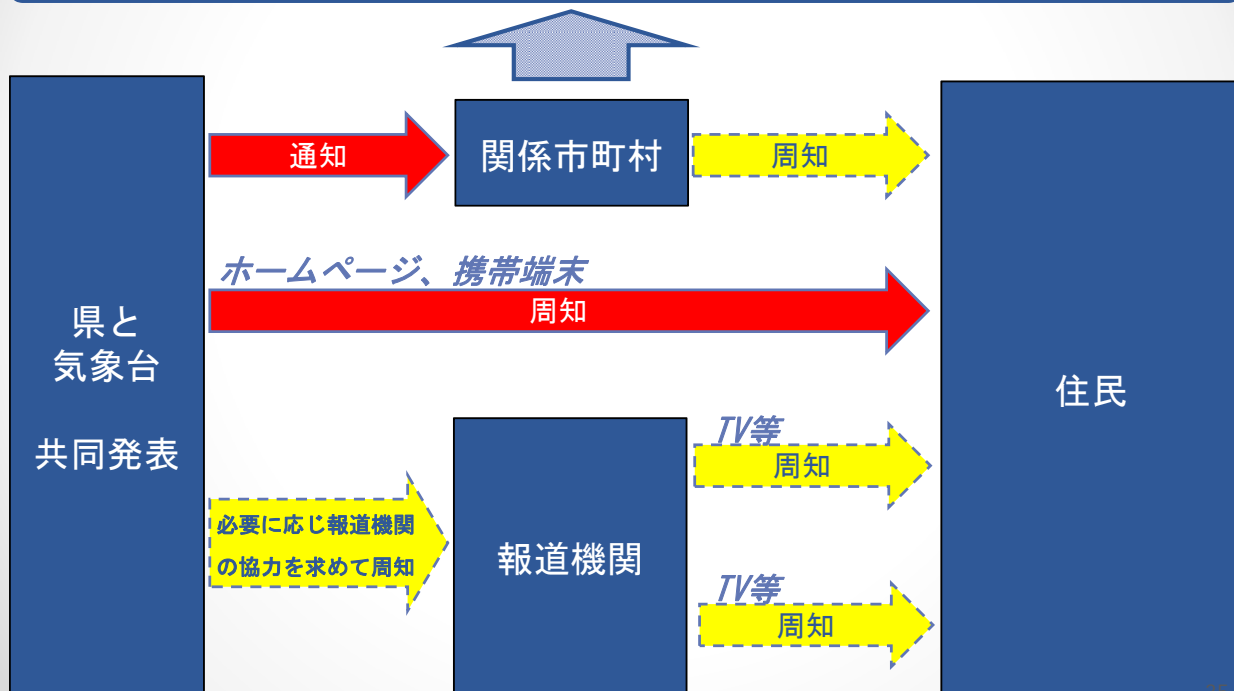 通知
関係市町村
周知
ホームページ、携帯端末
周知
県と
気象台
共同発表
住民
TV等
周知
必要に応じ報道機関
の協力を求めて周知
報道機関
TV等
周知